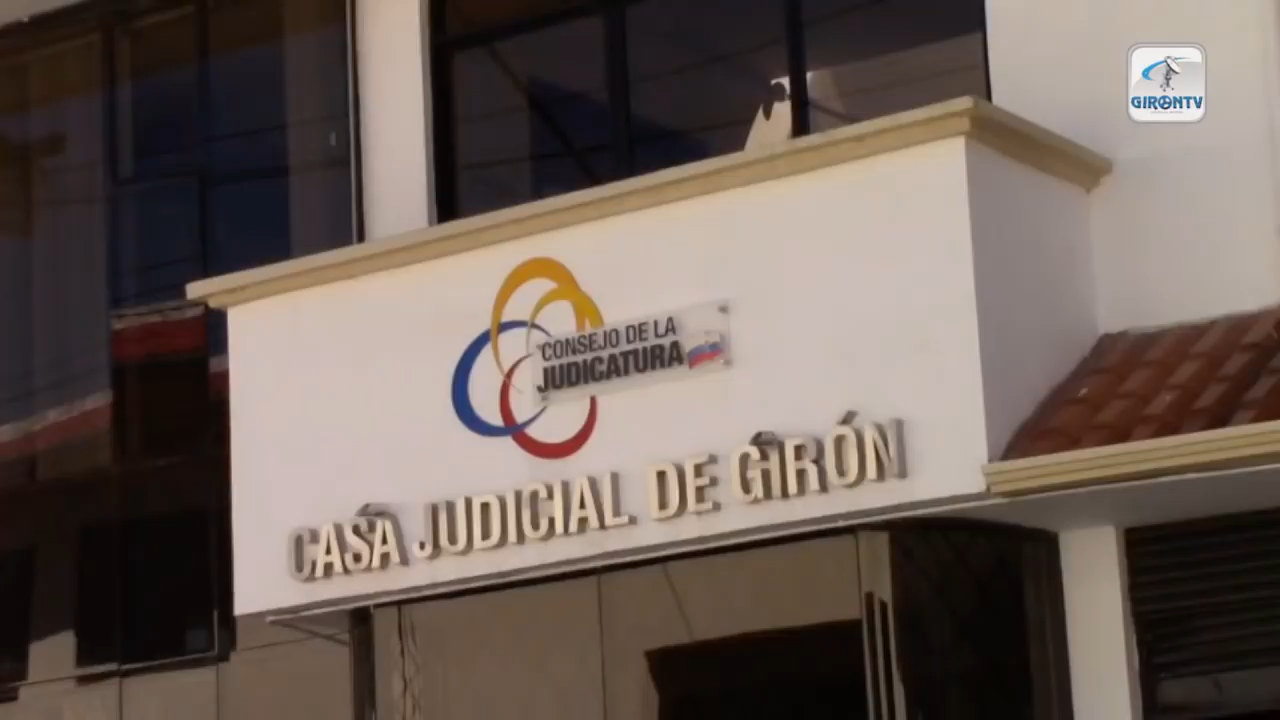 GIRONTV
CONSEJO DE LA
JUDICATURA
CASA JUDICIAL DE GIRÓN